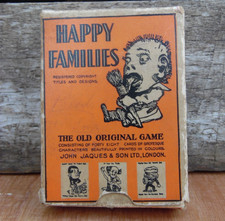 HAPPY
FAMILIES
REGISTERED COPYRIGHT
TITLES AND DESIGNS.
THE OLD ORIGINAL GAME
CONSISTING OF FORTY EIGHT CARDS OF GROTESQUE
CHARACTERS BEAUTIFULLY PRINTED IN COLOURS.
JOHN JAQUES & SON LTD., LONDON.